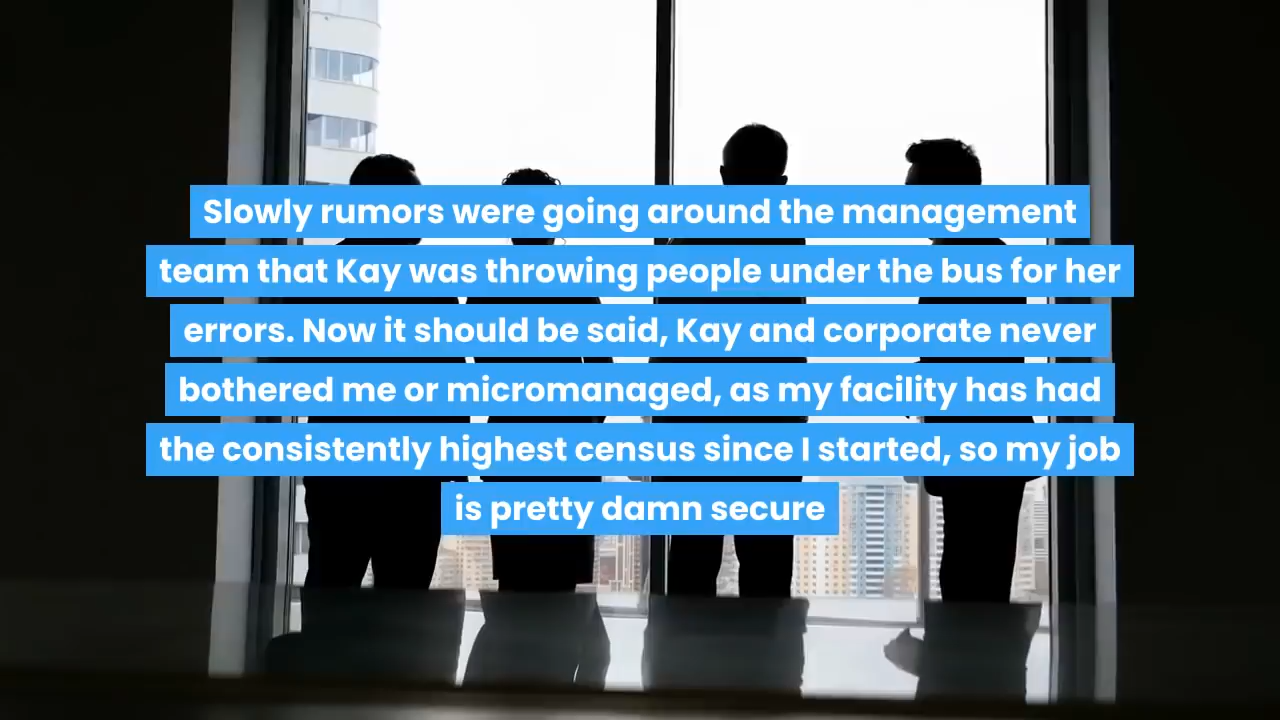 Slowly rumors were going around the management
team that Kay was throwing people under the bus for her
errors. Now it should be said, Kay and corporate never
bothered me or micromanaged, as my facility has had
the consistently highest census since I started, so my job
is pretty damn secure